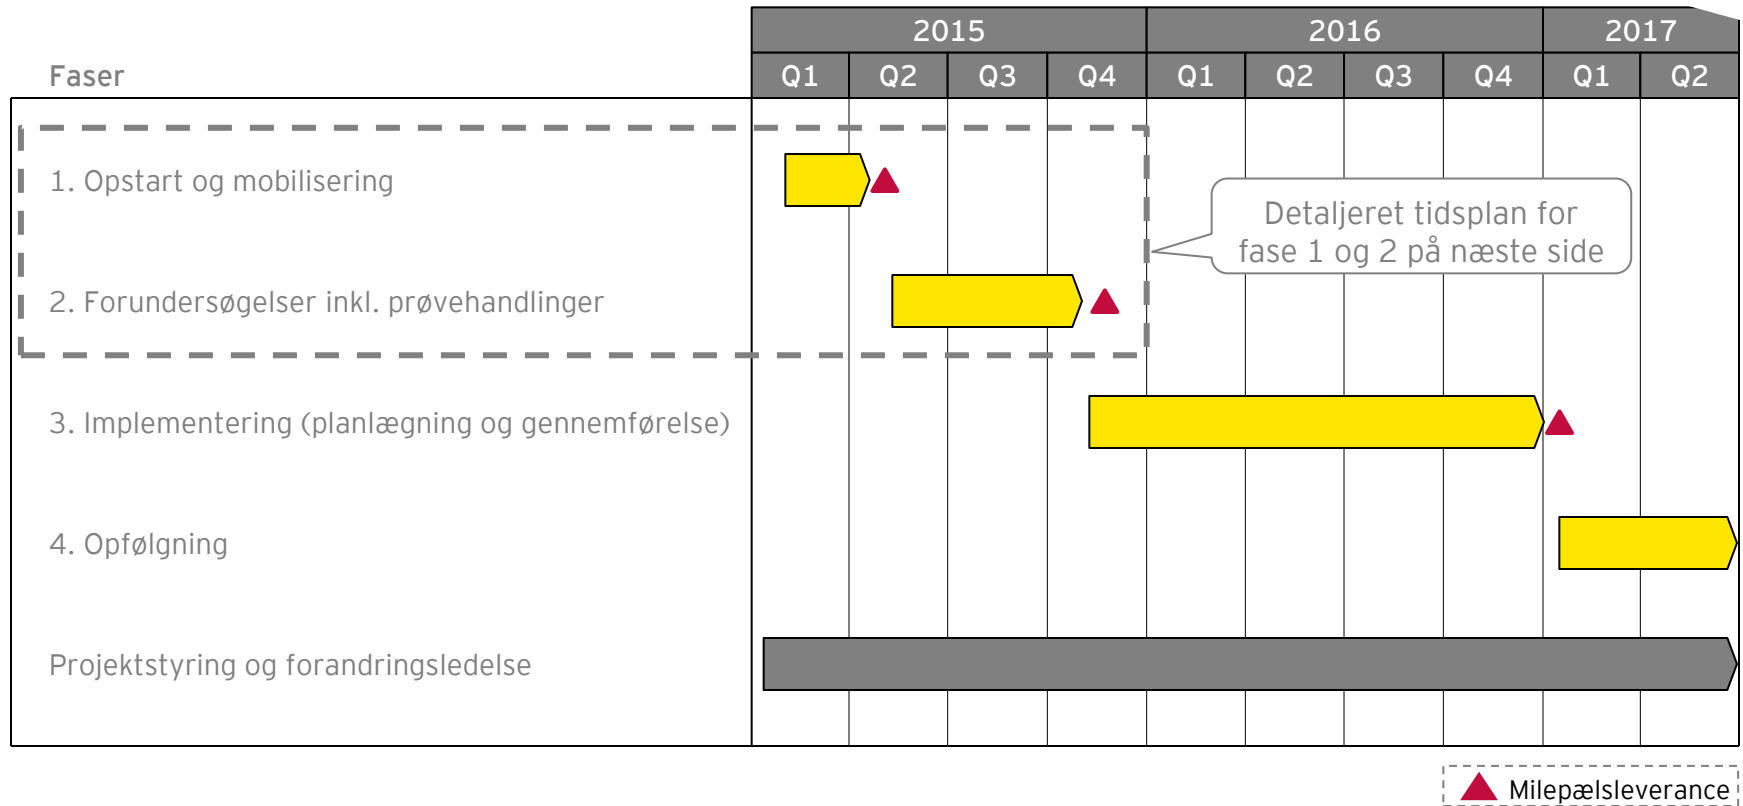 2015 2016 2017
Faser Q1 Q2 Q3 Q4 Q1 Q2 Q3 Q4 Q1 Q2
1. Opstart og mobilisering
Detaljeret tidsplan for
fase 1 og 2 på næste side
2. Forundersøgelser inkl. prøvehandlinger
3. Implementering (planlægning og gennemførelse)
4. Opfølgning
Projektstyring og forandringsledelse
Milepælsleverance